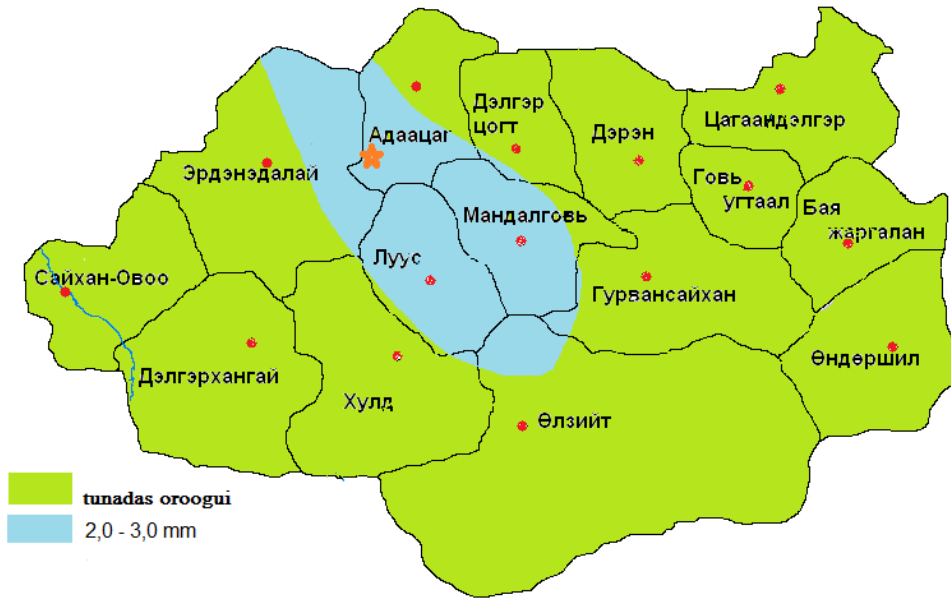 Дэлгэр
цогт
Адаацаг
Дэрэн
Цагаандэлгэр
Эрдэнэдалай
Говь
угтаал
Бая
жаргалан
Мандалговь
Луус
Сайхан-Овоо
Гурвансайхан
Өндөршил
Дэлгэрхангай
Хулд
Өлзийт
tunadas oroogui
2,0 - 3,0 mm